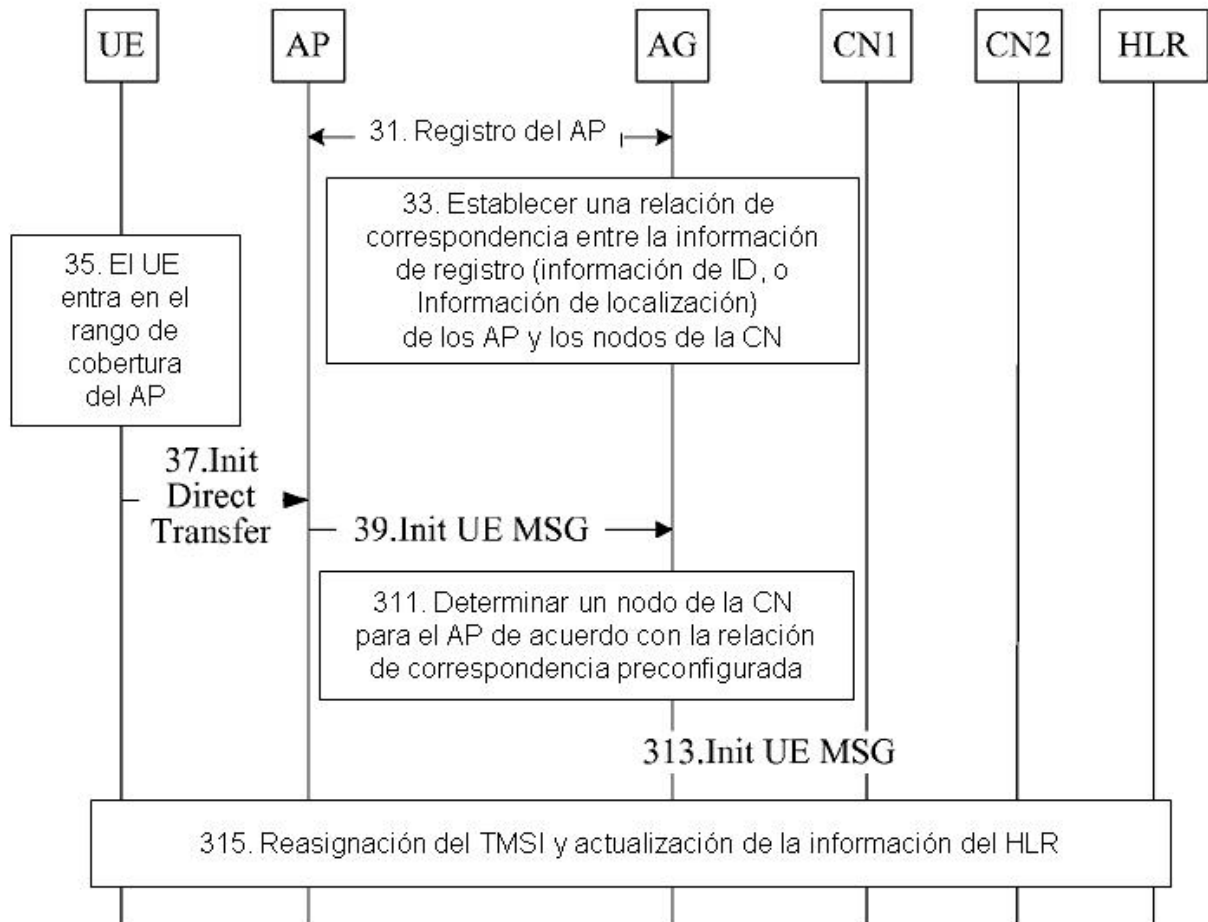 UE
AP
AG
CN1
CN2
HLR
31. Registro del AP
33. Establecer una relación de
correspondencia entre la información
de registro (información de ID, o
Información de localización)
de los AP y los nodos de la CN
35. El UE
entra en el
rango de
cobertura
del AP
37.Init
Direct
Transfer
39.Init UE MSG
311. Determinar un nodo de la CN
para el AP de acuerdo con la relación
de correspondencia preconfigurada
313.Init UE MSG
315. Reasignación del TMSI y actualización de la información del HLR